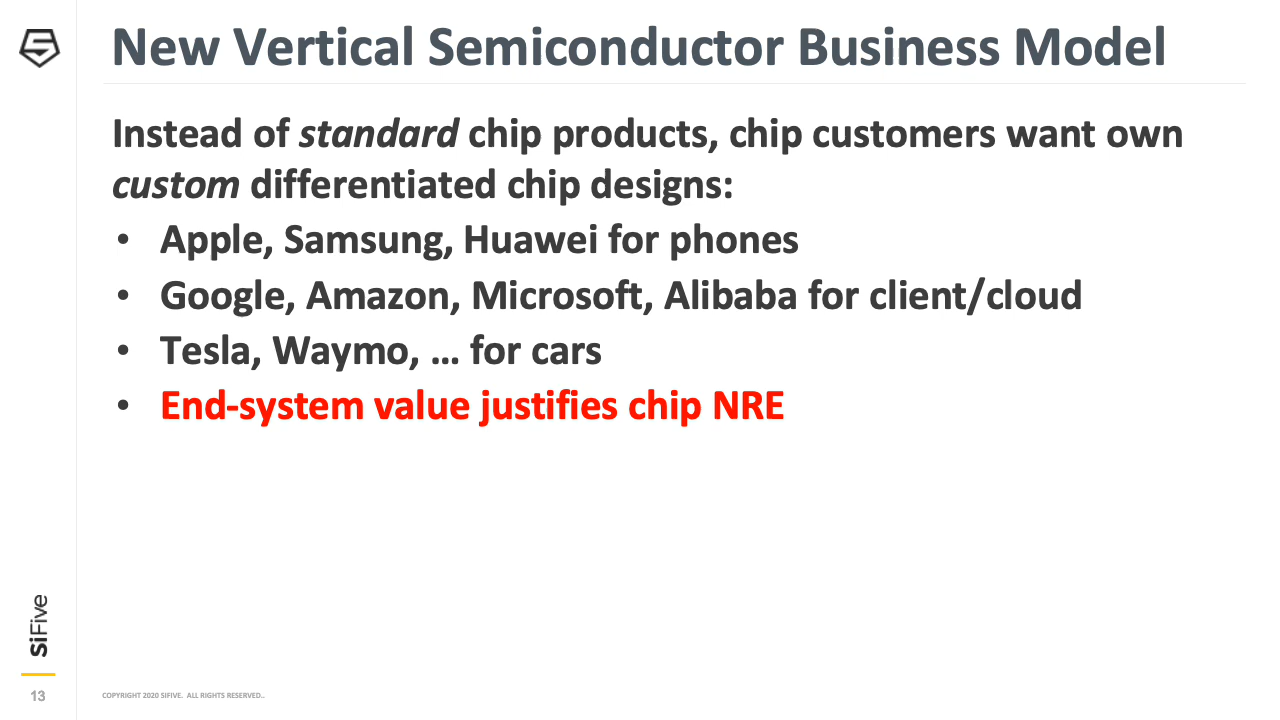 New Vertical Semiconductor Business Model
Instead of standard chip products, chip customers want own
custom differentiated chip designs:
• Apple, Samsung, Huawei for phones
• Google, Amazon, Microsoft, Alibaba for client/cloud
• Tesla, Waymo, … for cars
• End-system value justifies chip NRE
SiFive
13
COPYRIGHT 2020 SIFIVE. ALL RIGHTS RESERVED..